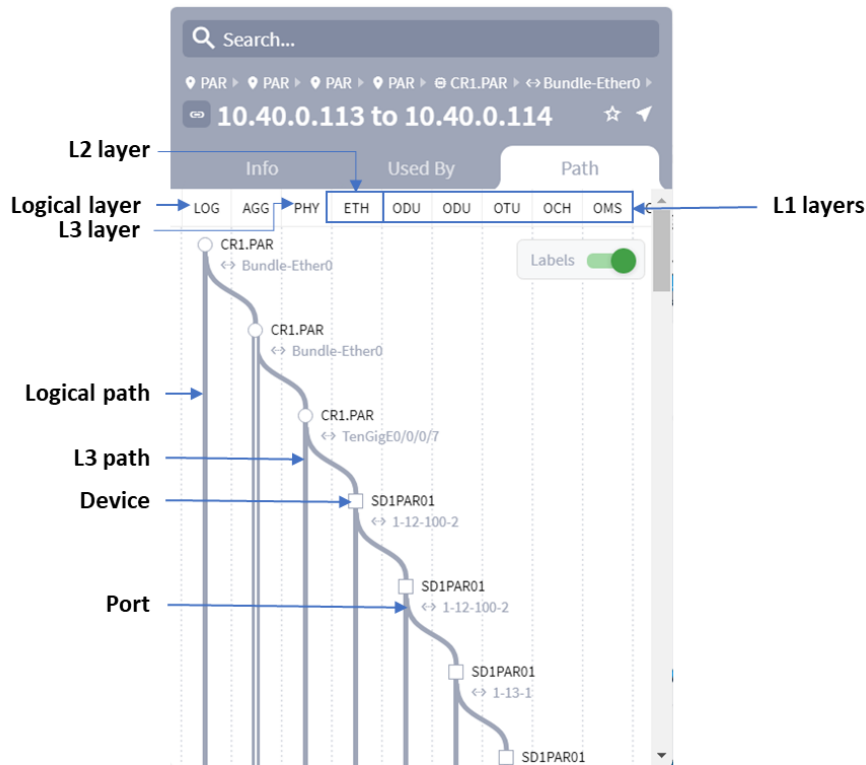 Search...
PAR PAR PAR PAR CR1.PAR Bundle-Ether0
10.40.0.113 to 10.40.0.114
L2 layer
Info Used By Path
Logical layer
LOG AGG PHY ETH ODU ODU OTU OCH OMS
L1 layers
L3 layer
CR1.PAR
Bundle-Ether0
Labels
CR1.PAR
Bundle-Ether0
Logical path
CR1.PAR
TenGigE0/0/0/7
L3 path
Device
SD1PAR01
1-12-100-2
SD1PAR01
Port
1-12-100-2
SD1PAR01
1-13-1
SD1PAR01